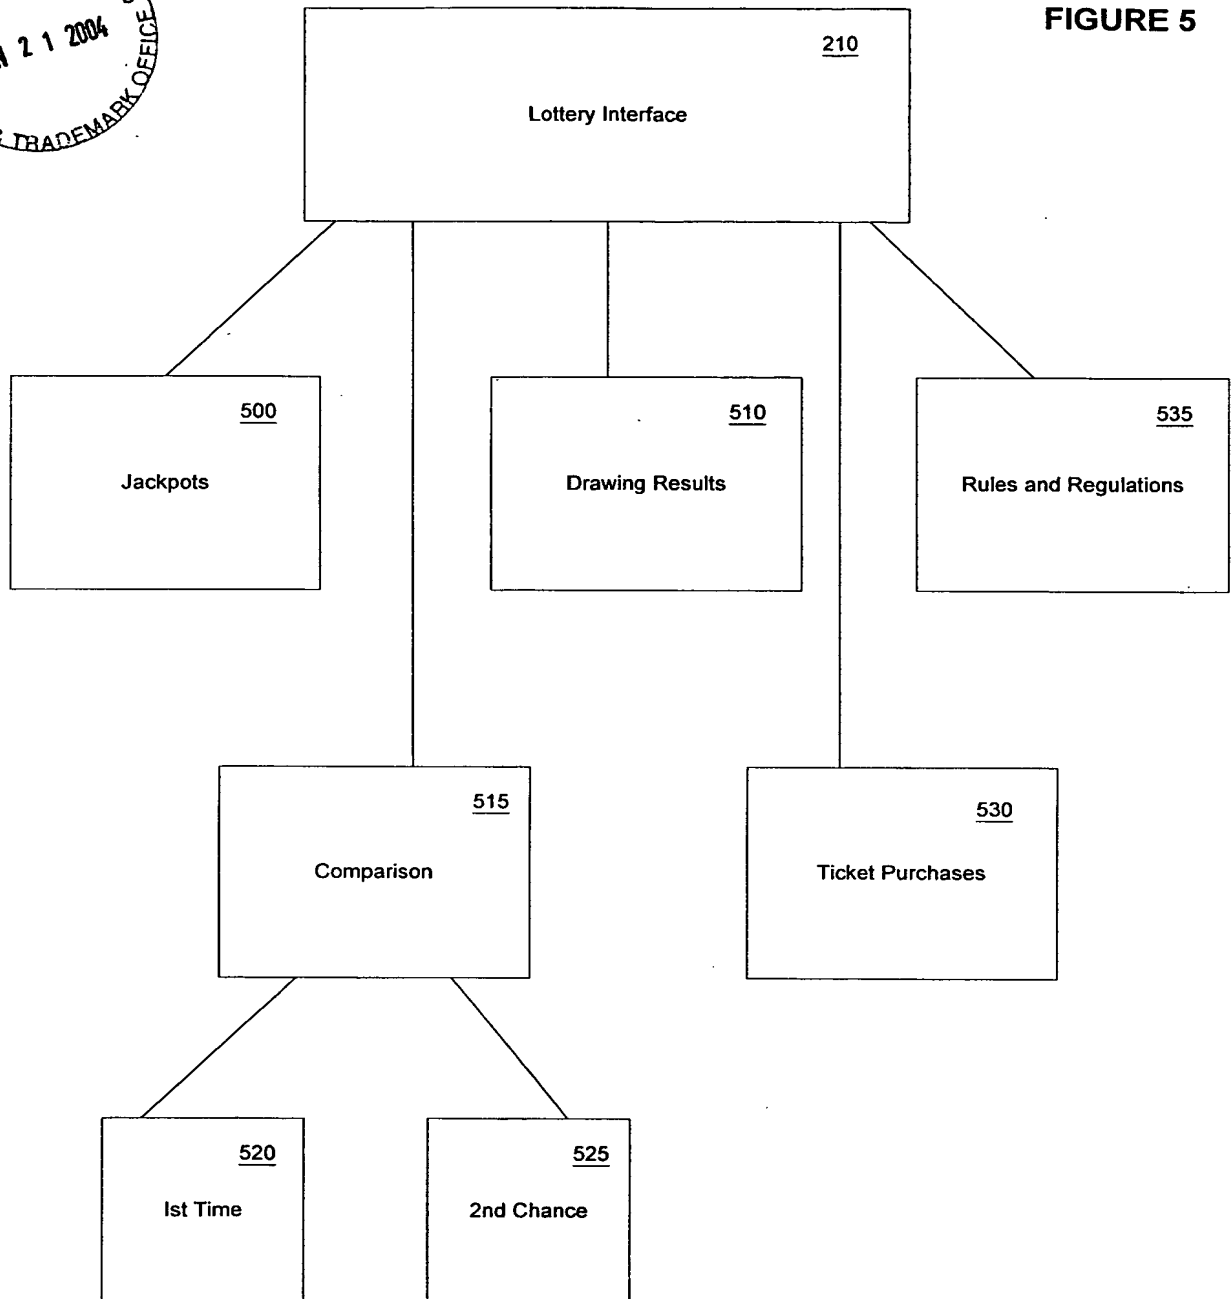 2 1 2004
TRADEMARK OFFICE
FIGURE 5
210
Lottery Interface
500
Jackpots
510
Drawing Results
535
Rules and Regulations
515
Comparison
530
Ticket Purchases
520
Ist Time
525
2nd Chance